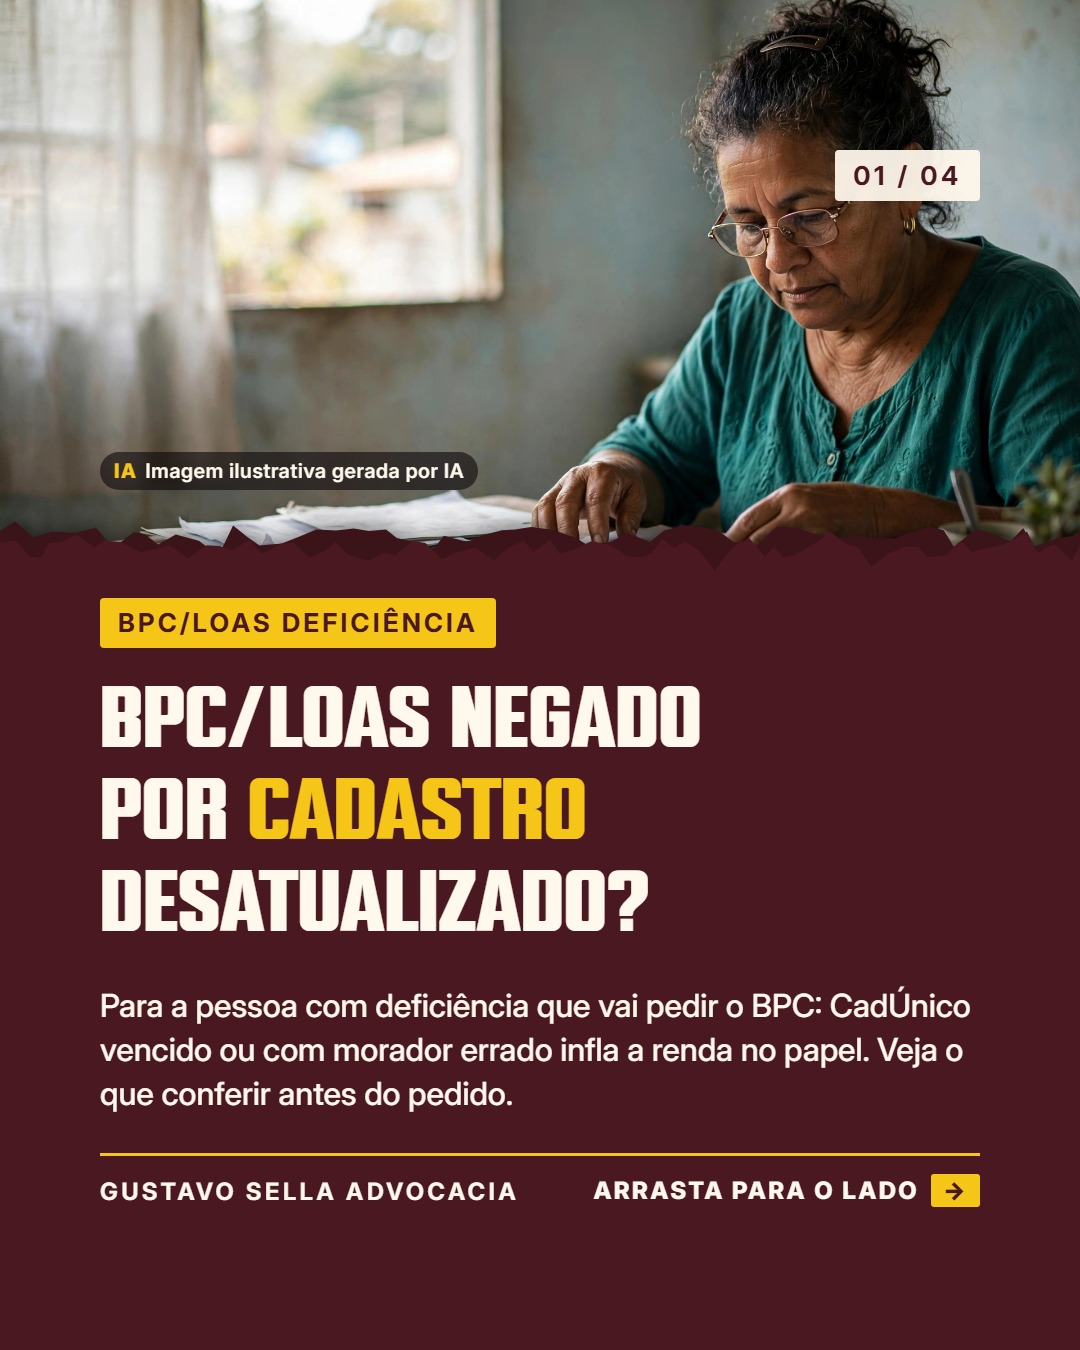 01 / 04
IA Imagem ilustrativa gerada por IA
BPC/LOAS DEFICIÊNCIA
BPC/LOAS NEGADO
POR CADASTRO
DESATUALIZADO?
Para a pessoa com deficiência que vai pedir o BPC: CadÚnico
vencido ou com morador errado infla a renda no papel. Veja o
que conferir antes do pedido.
GUSTAVO SELLA ADVOCACIA
ARRASTA PARA O LADO →